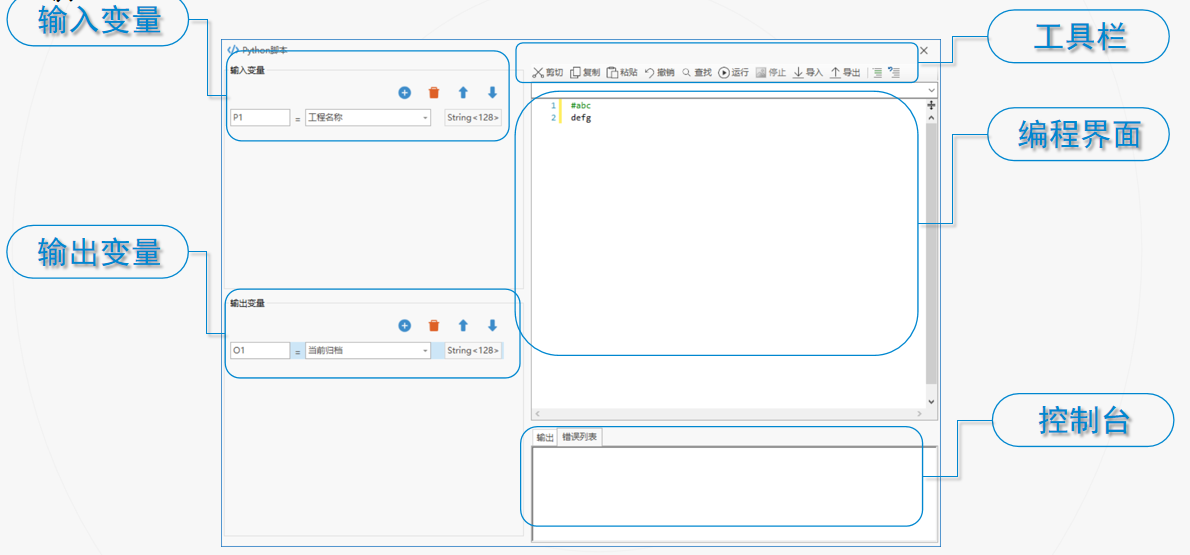 输入变量
工具栏
Python脚本
输入变量
剪切 复制 粘贴 撤销 查找 运行 停止 导入 导出
P1 = 工程名称 String<128>
1 #abc
2 defg
编程界面
输出变量
输出变量
O1 = 当前归档 String<128>
控制台
输出 错误列表